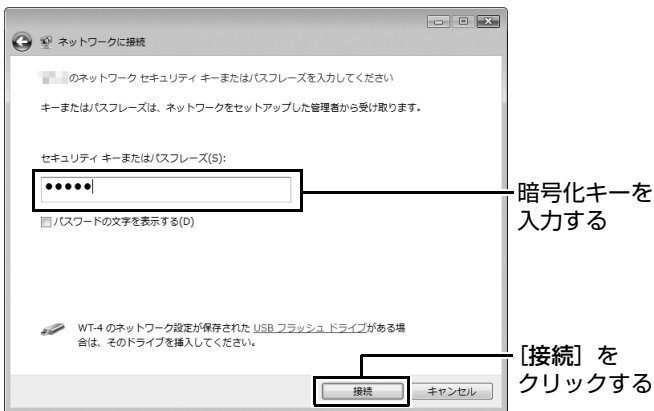 ネットワークに接続
のネットワーク セキュリティ キーまたはパスフレーズを入力してください
キーまたはパスフレーズは、ネットワークをセットアップした管理者から受け取ります。
セキュリティ キーまたはパスフレーズ(S):
●●●●●
暗号化キーを
入力する
パスワードの文字を表示する(D)
WT-4 のネットワーク設定が保存された USB フラッシュ ドライブがある場
合は、そのドライブを挿入してください。
[接続] を
クリックする
接続
キャンセル